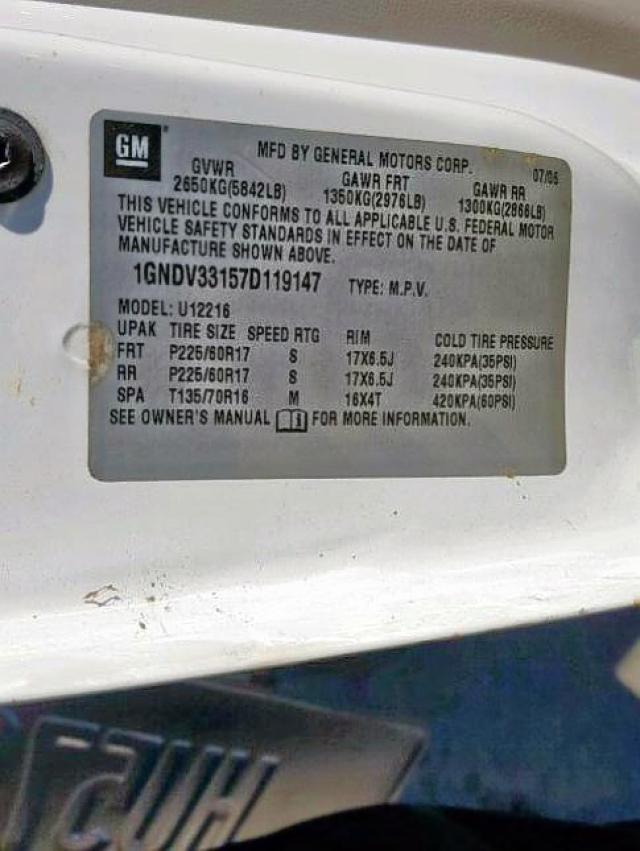 GM
MFD BY GENERAL MOTORS CORP. 07/06
GVWR GAWR FRT GAWR RR
2650KG(5842LB) 1350KG(2976LB) 1300KG(2866LB)
THIS VEHICLE CONFORMS TO ALL APPLICABLE U.S. FEDERAL MOTOR
VEHICLE SAFETY STANDARDS IN EFFECT ON THE DATE OF
MANUFACTURE SHOWN ABOVE.
1GNDV33157D119147 TYPE: M.P.V.
MODEL: U12216
UPAK TIRE SIZE SPEED RTG RIM COLD TIRE PRESSURE
FRT P225/60R17 S 17X6.5J 240KPA(35PSI)
RR P225/60R17 S 17X6.5J 240KPA(35PSI)
SPA T135/70R16 M 16X4T 420KPA(60PSI)
SEE OWNER'S MANUAL FOR MORE INFORMATION.